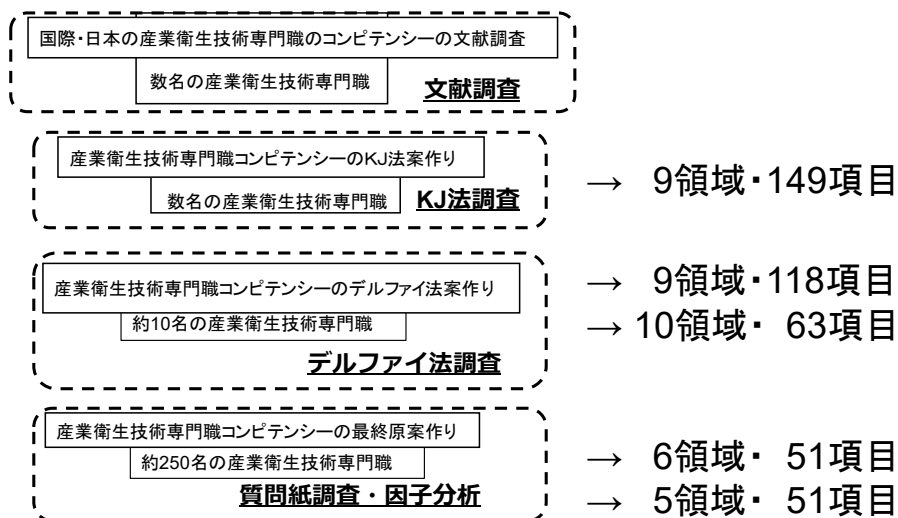 国際・日本の産業衛生技術専門職のコンピテンシーの文献調査
数名の産業衛生技術専門職
文献調査
産業衛生技術専門職コンピテンシーのKJ法案作り
数名の産業衛生技術専門職
KJ法調査
→ 9領域・149項目
産業衛生技術専門職コンピテンシーのデルファイ法案作り
約10名の産業衛生技術専門職
デルファイ法調査
→ 9領域・118項目
→ 10領域・ 63項目
産業衛生技術専門職コンピテンシーの最終原案作り
約250名の産業衛生技術専門職
質問紙調査・因子分析
→ 6領域・ 51項目
→ 5領域・ 51項目